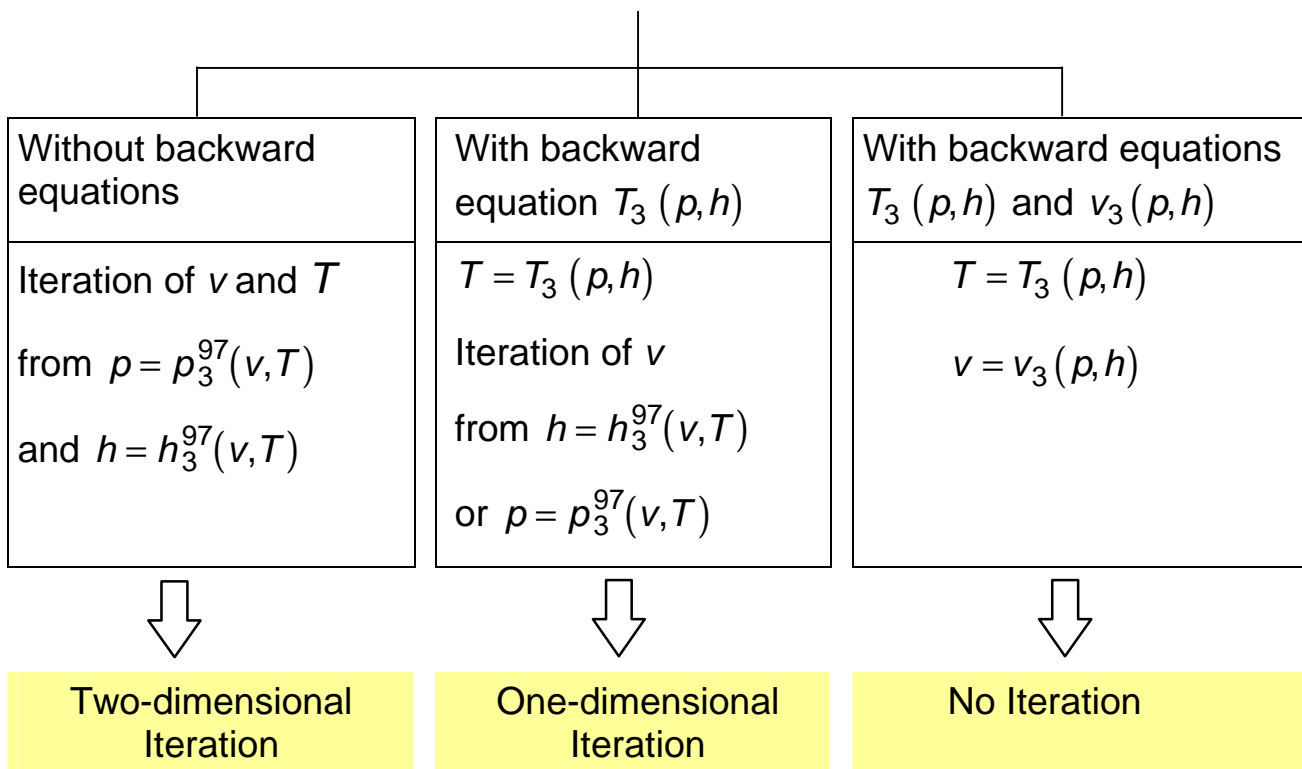 Without backward
equations
Iteration of v and T
from p = p₃⁹⁷(v,T)
and h = h₃⁹⁷(v,T)
Two-dimensional
Iteration
With backward
equation T₃ (p,h)
T = T₃ (p,h)
Iteration of v
from h = h₃⁹⁷(v,T)
or p = p₃⁹⁷(v,T)
One-dimensional
Iteration
With backward equations
T₃ (p,h) and v₃(p,h)
T = T₃ (p,h)
v = v₃(p,h)
No Iteration